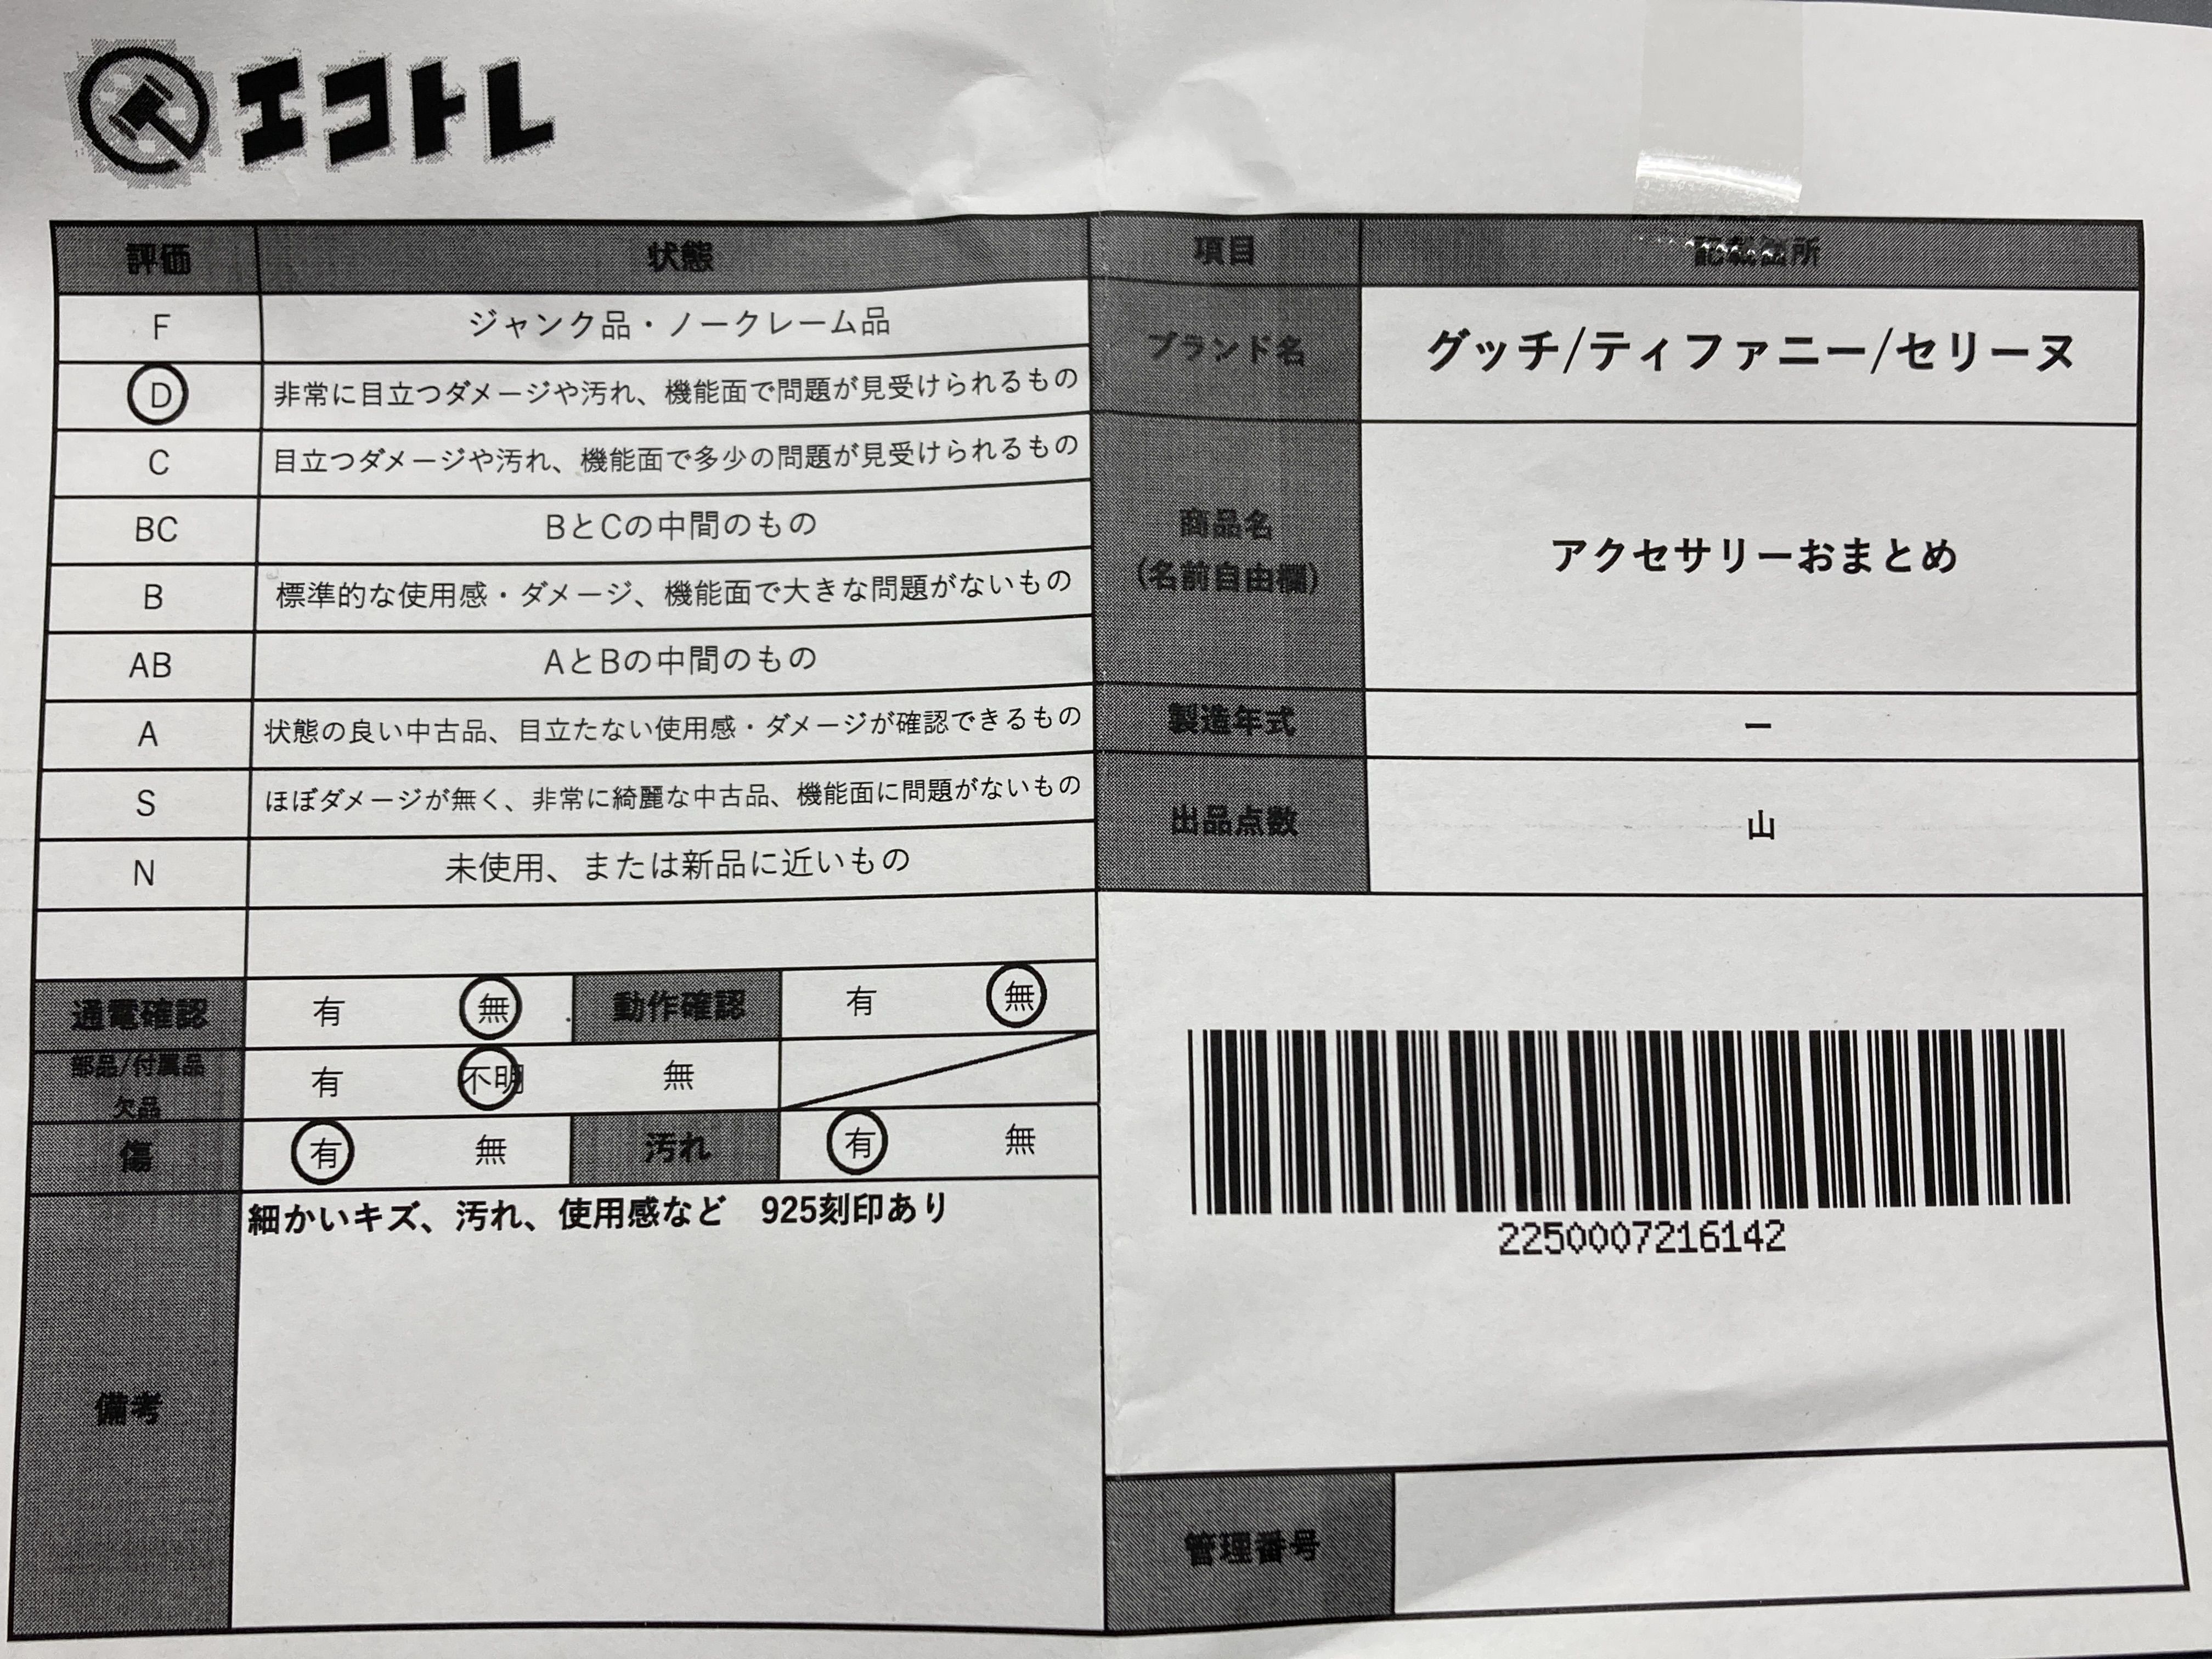 エコトレ
評価 状態
F ジャンク品・ノークレーム品
D 非常に目立つダメージや汚れ、機能面で問題が見受けられるもの
C 目立つダメージや汚れ、機能面で多少の問題が見受けられるもの
BC BとCの中間のもの
B 標準的な使用感・ダメージ、機能面で大きな問題がないもの
AB AとBの中間のもの
A 状態の良い中古品、目立たない使用感・ダメージが確認できるもの
S ほぼダメージが無く、非常に綺麗な中古品、機能面に問題がないもの
N 未使用、または新品に近いもの
通電確認 有 無 動作確認 有 無
部品/付属品
欠品 有 不明 無
傷 有 無 汚れ 有 無
備考 細かいキズ、汚れ、使用感など 925刻印あり
項目 記載箇所
ブランド名 グッチ/ティファニー/セリーヌ
商品名
(名前自由欄) アクセサリーおまとめ
製造年式 ー
出品点数 山
2250007216142
管理番号